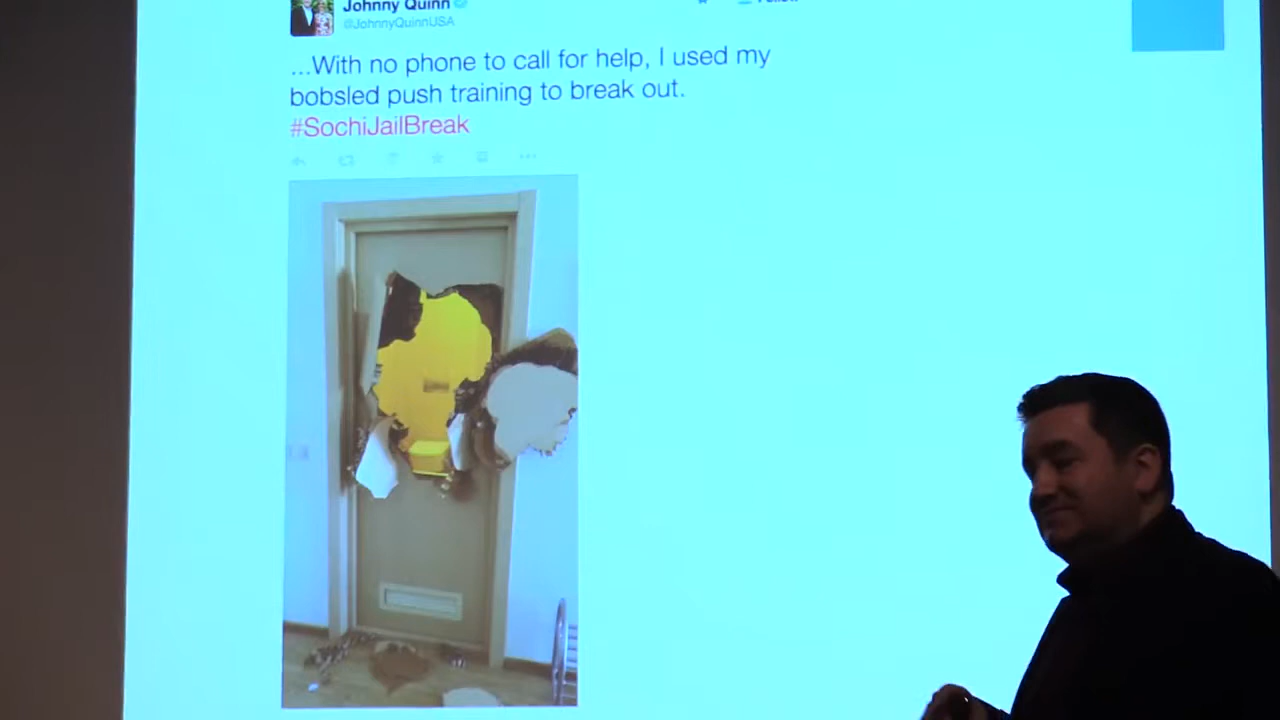 Johnny Quinn
@JohnnyQuinnUSA
...With no phone to call for help, I used my
bobsled push training to break out.
#SochiJailBreak